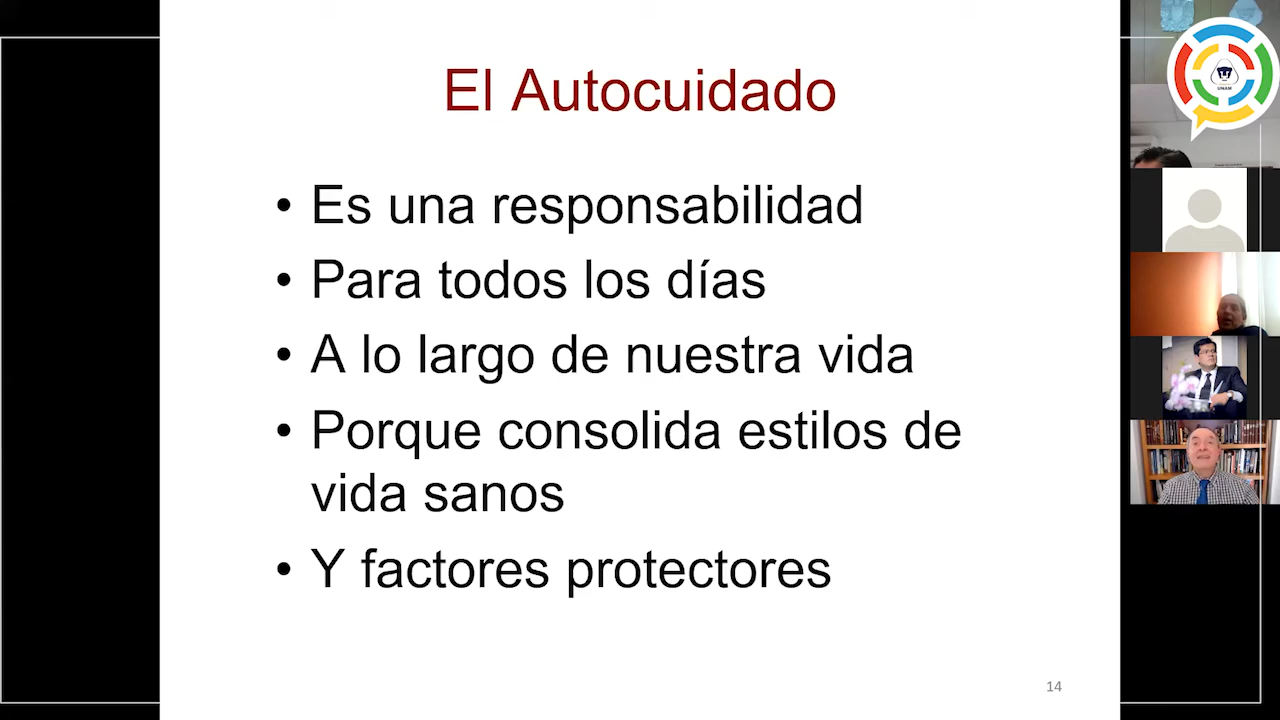 El Autocuidado
• Es una responsabilidad
• Para todos los días
• A lo largo de nuestra vida
• Porque consolida estilos de
vida sanos
• Y factores protectores
14
UNAM